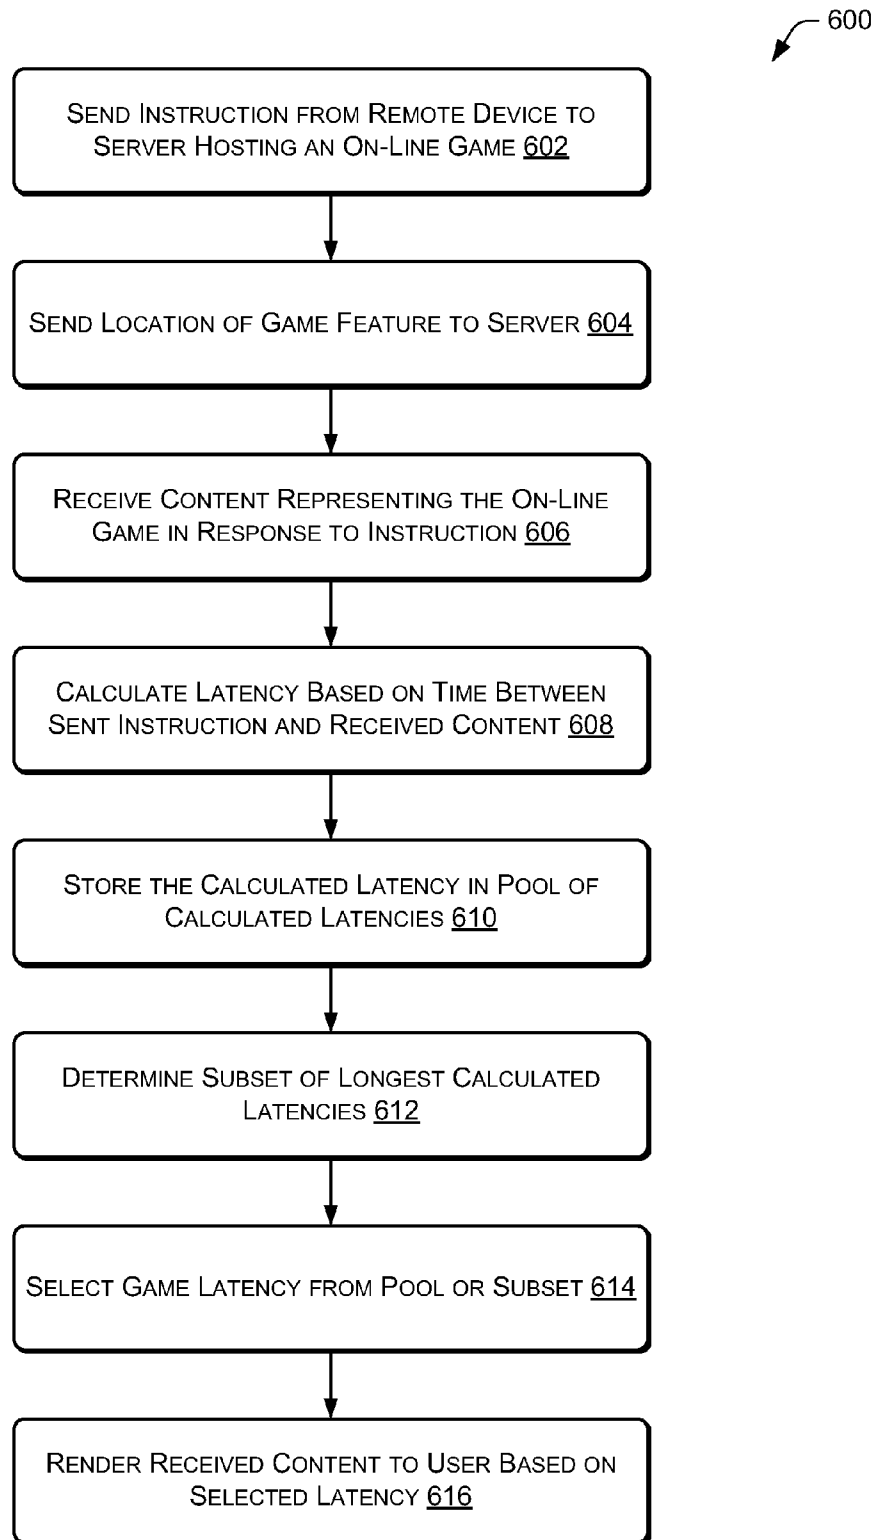 600
SEND INSTRUCTION FROM REMOTE DEVICE TO
SERVER HOSTING AN ON-LINE GAME 602
SEND LOCATION OF GAME FEATURE TO SERVER 604
RECEIVE CONTENT REPRESENTING THE ON-LINE
GAME IN RESPONSE TO INSTRUCTION 606
CALCULATE LATENCY BASED ON TIME BETWEEN
SENT INSTRUCTION AND RECEIVED CONTENT 608
STORE THE CALCULATED LATENCY IN POOL OF
CALCULATED LATENCIES 610
DETERMINE SUBSET OF LONGEST CALCULATED
LATENCIES 612
SELECT GAME LATENCY FROM POOL OR SUBSET 614
RENDER RECEIVED CONTENT TO USER BASED ON
SELECTED LATENCY 616